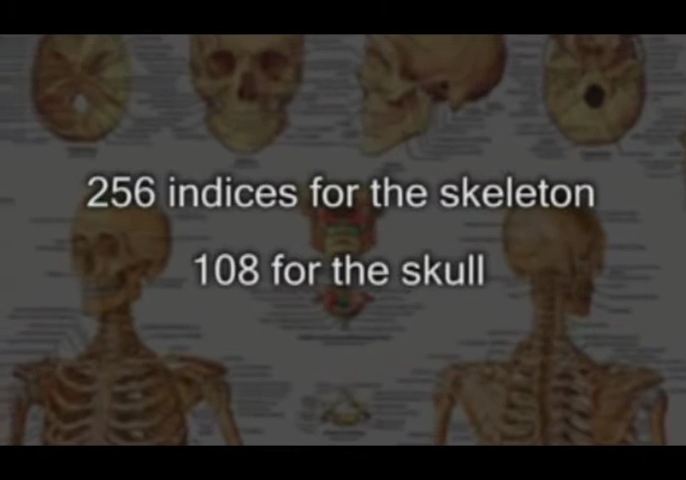 256 indices for the skeleton
108 for the skull